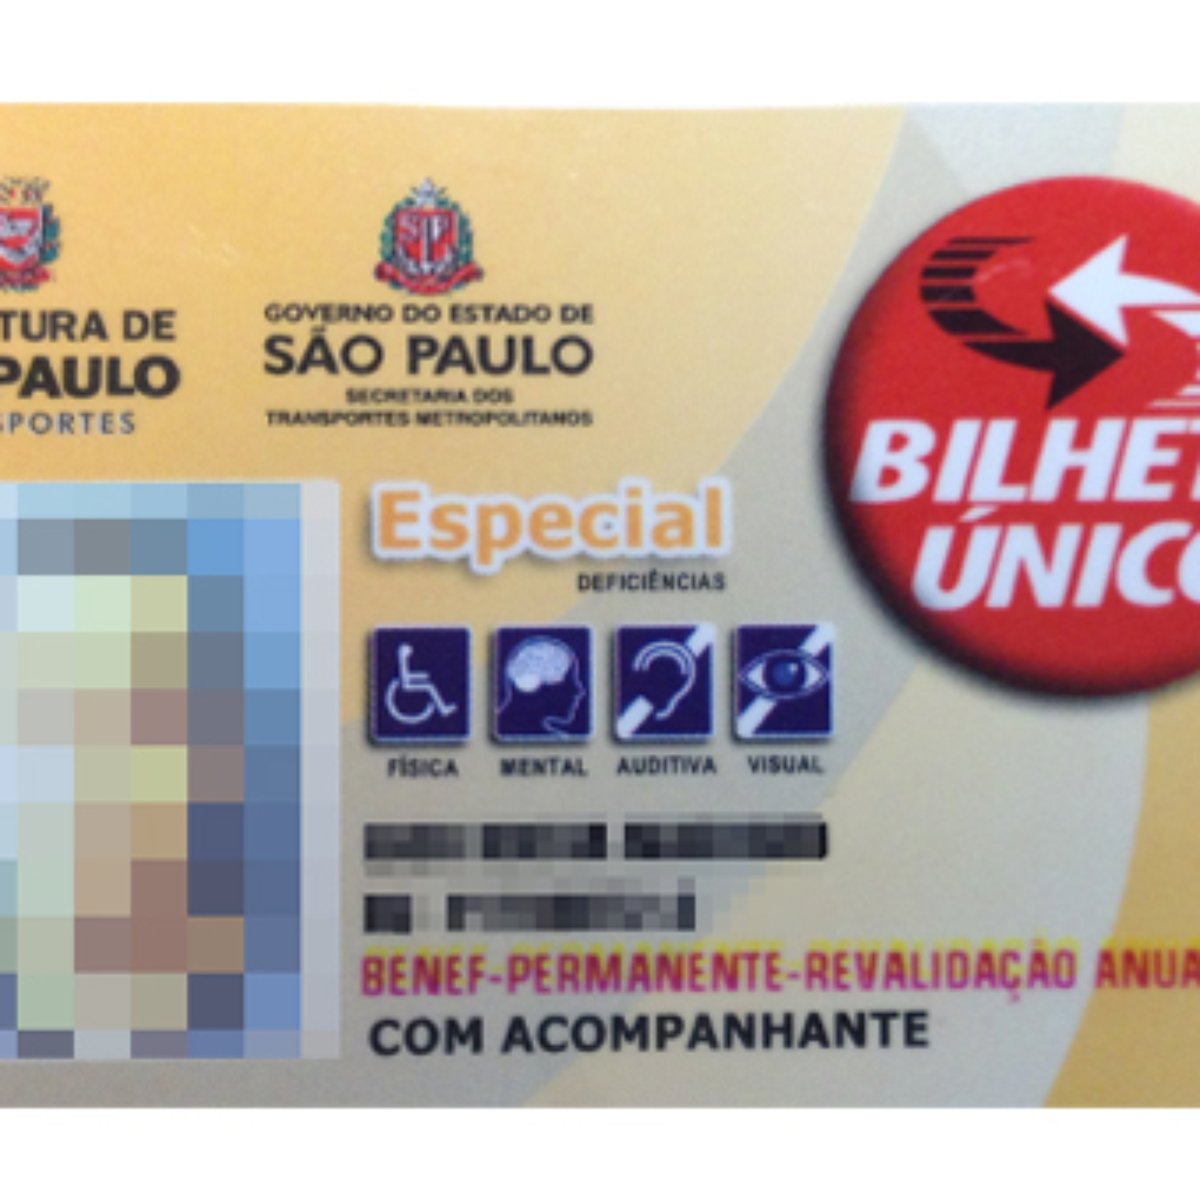 TURA DE
PAULO
SPORTES
GOVERNO DO ESTADO DE
SÃO PAULO
SECRETARIA DOS
TRANSPORTES METROPOLITANOS
BILHET
ÚNICO
Especial
DEFICIÊNCIAS
FÍSICA MENTAL AUDITIVA VISUAL
BENEF-PERMANENTE-REVALIDAÇÃO ANUA
COM ACOMPANHANTE